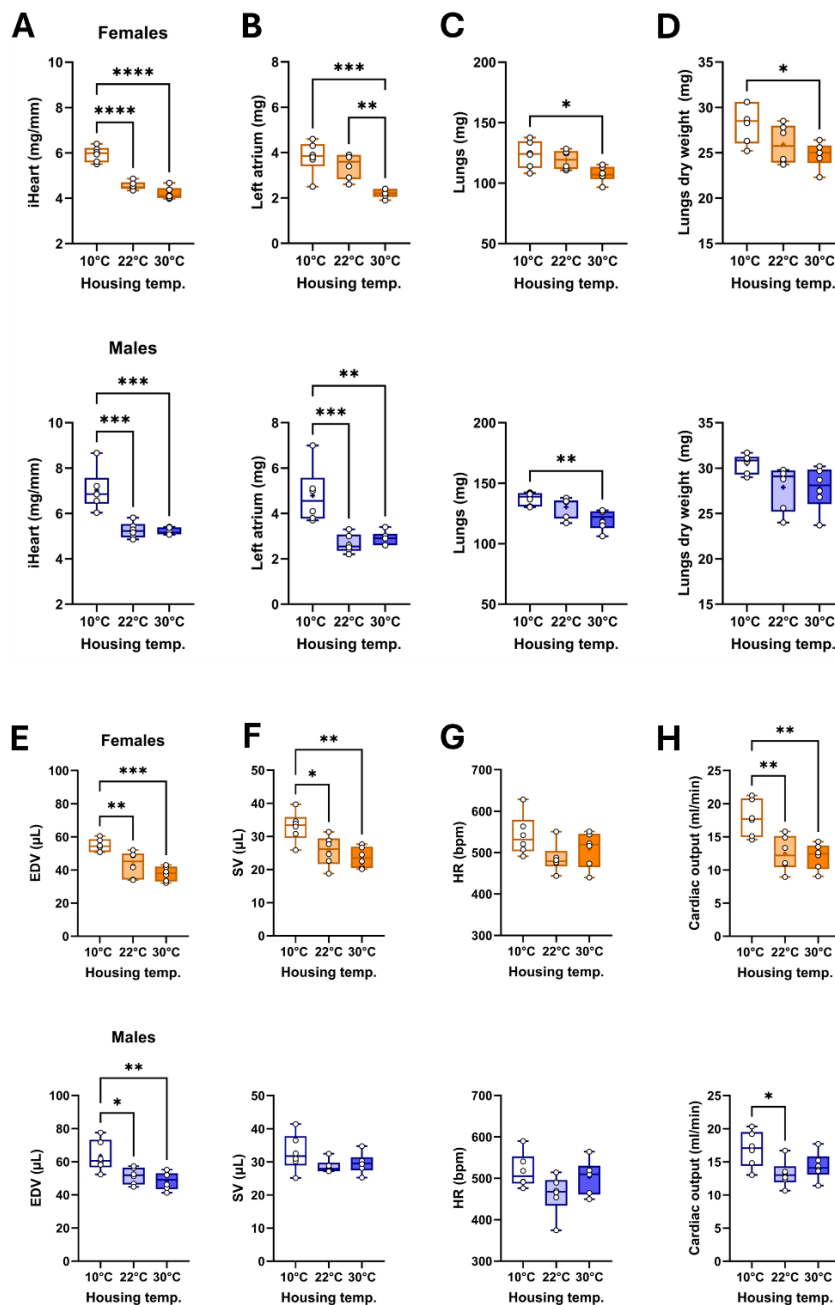 A B C D
Females
**** *** * *
**** **
iHeart (mg/mm) Left atrium (mg) Lungs (mg) Lungs dry weight (mg)
10 8 200 35
8 6 150 30
6 4 100 25
4 2 50 20
2 0 15
10°C 22°C 30°C 10°C 22°C 30°C 10°C 22°C 30°C 10°C 22°C 30°C
Housing temp. Housing temp. Housing temp. Housing temp.
Males
*** ** **
*** ***
iHeart (mg/mm) Left atrium (mg) Lungs (mg) Lungs dry weight (mg)
10 8 200 35
8 6 150 30
6 4 100 25
4 2 50 20
2 0 15
10°C 22°C 30°C 10°C 22°C 30°C 10°C 22°C 30°C 10°C 22°C 30°C
Housing temp. Housing temp. Housing temp. Housing temp.
E F G H
Females
*** ** **
** * **
EDV (µL) SV (µL) HR (bpm) Cardiac output (ml/min)
100 50 700 25
80 40 600 20
60 30 500 15
40 20 400 10
20 10 300 5
0 0 0
10°C 22°C 30°C 10°C 22°C 30°C 10°C 22°C 30°C 10°C 22°C 30°C
Housing temp. Housing temp. Housing temp. Housing temp.
Males
** *
*
EDV (µL) SV (µL) HR (bpm) Cardiac output (ml/min)
100 50 700 25
80 40 600 20
60 30 500 15
40 20 400 10
20 10 300 5
0 0 0
10°C 22°C 30°C 10°C 22°C 30°C 10°C 22°C 30°C 10°C 22°C 30°C
Housing temp. Housing temp. Housing temp. Housing temp.